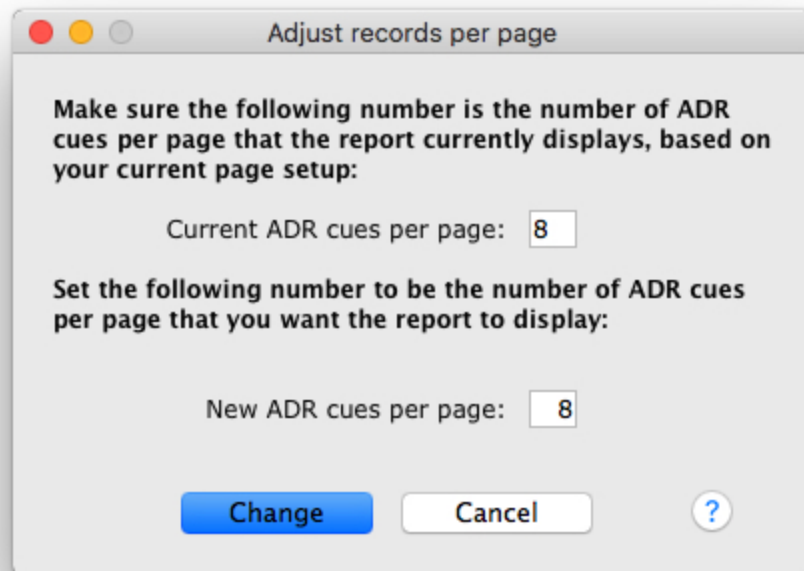 Adjust records per page
Make sure the following number is the number of ADR
cues per page that the report currently displays, based on
your current page setup:
Current ADR cues per page: 8
Set the following number to be the number of ADR cues
per page that you want the report to display:
New ADR cues per page: 8
Change Cancel ?